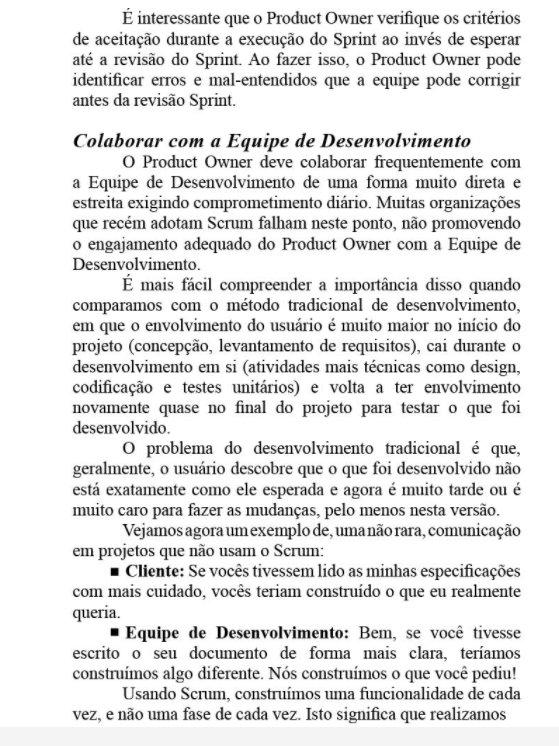 É interessante que o Product Owner verifique os critérios
de aceitação durante a execução do Sprint ao invés de esperar
até a revisão do Sprint. Ao fazer isso, o Product Owner pode
identificar erros e mal-entendidos que a equipe pode corrigir
antes da revisão Sprint.
Colaborar com a Equipe de Desenvolvimento
O Product Owner deve colaborar frequentemente com
a Equipe de Desenvolvimento de uma forma muito direta e
estreita exigindo comprometimento diário. Muitas organizações
que recém adotam Scrum falham neste ponto, não promovendo
o engajamento adequado do Product Owner com a Equipe de
Desenvolvimento.
É mais fácil compreender a importância disso quando
comparamos com o método tradicional de desenvolvimento,
em que o envolvimento do usuário é muito maior no início do
projeto (concepção, levantamento de requisitos), cai durante o
desenvolvimento em si (atividades mais técnicas como design,
codificação e testes unitários) e volta a ter envolvimento
novamente quase no final do projeto para testar o que foi
desenvolvido.
O problema do desenvolvimento tradicional é que,
geralmente, o usuário descobre que o que foi desenvolvido não
está exatamente como ele esperada e agora é muito tarde ou é
muito caro para fazer as mudanças, pelo menos nesta versão.
Vejamos agora um exemplo de, uma não rara, comunicação
em projetos que não usam o Scrum:
■ Cliente: Se vocês tivessem lido as minhas especificações
com mais cuidado, vocês teriam construído o que eu realmente
queria.
■ Equipe de Desenvolvimento: Bem, se você tivesse
escrito o seu documento de forma mais clara, teríamos
construímos algo diferente. Nós construímos o que você pediu!
Usando Scrum, construímos uma funcionalidade de cada
vez, e não uma fase de cada vez. Isto significa que realizamos